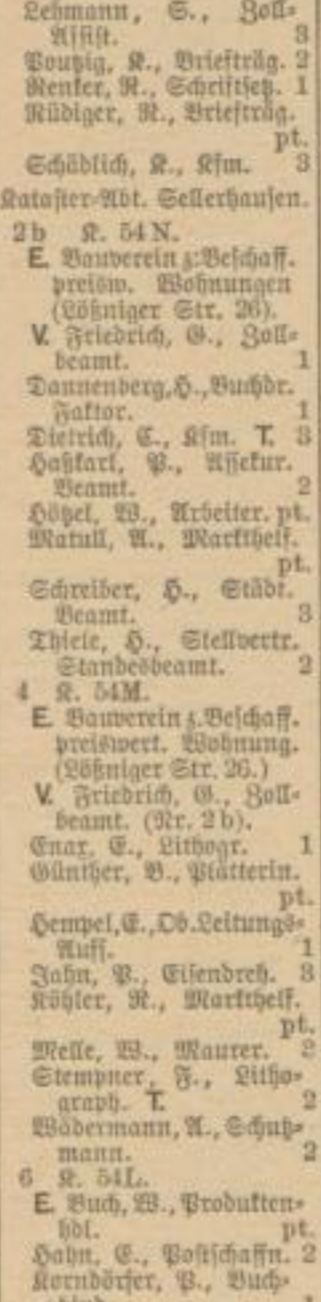 Lehmann, S., Zoll-
Assist. 3
Poutzig, K., Briefträg. 2
Renker, R., Schriftsetz. 1
Rüdiger, R., Briefträg.
pt.
Schädlich, K., Kfm. 3
Kataster-Abt. Sellerhausen.
2b K. 54N.
E. Bauverein z. Beschaff.
preisw. Wohnungen
(Lößniger Str. 26).
V. Friedrich, G., Zoll-
beamt. 1
Dannenberg, H., Buchdr.
Faktor. 1
Dietrich, C., Kfm. T. 3
Haßkarl, P., Assekur.
Beamt. 2
Hötzel, W., Arbeiter. pt.
Matull, A., Markthelf.
pt.
Schreiber, H., Städt.
Beamt. 3
Thiele, H., Stellvertr.
Standesbeamt. 2
4 K. 54M.
E. Bauverein z. Beschaff.
preiswert. Wohnung.
(Lößniger Str. 26.)
V. Friedrich, G., Zoll-
beamt. (Nr. 2b).
Enax, E., Lithogr. 1
Günther, B., Plätterin.
pt.
Hempel, E., Ob. Leitungs-
Auff. 1
Jahn, P., Eisendreh. 3
Köhler, R., Markthelf.
pt.
Melle, W., Maurer. 2
Stempner, F., Litho-
graph. T. 2
Wädermann, A., Schutz-
mann. 2
6 K. 54L.
E. Buch, W., Produkten-
hdl. pt.
Hahn, E., Postschaffn. 2
Korndörfer, P., Buch-